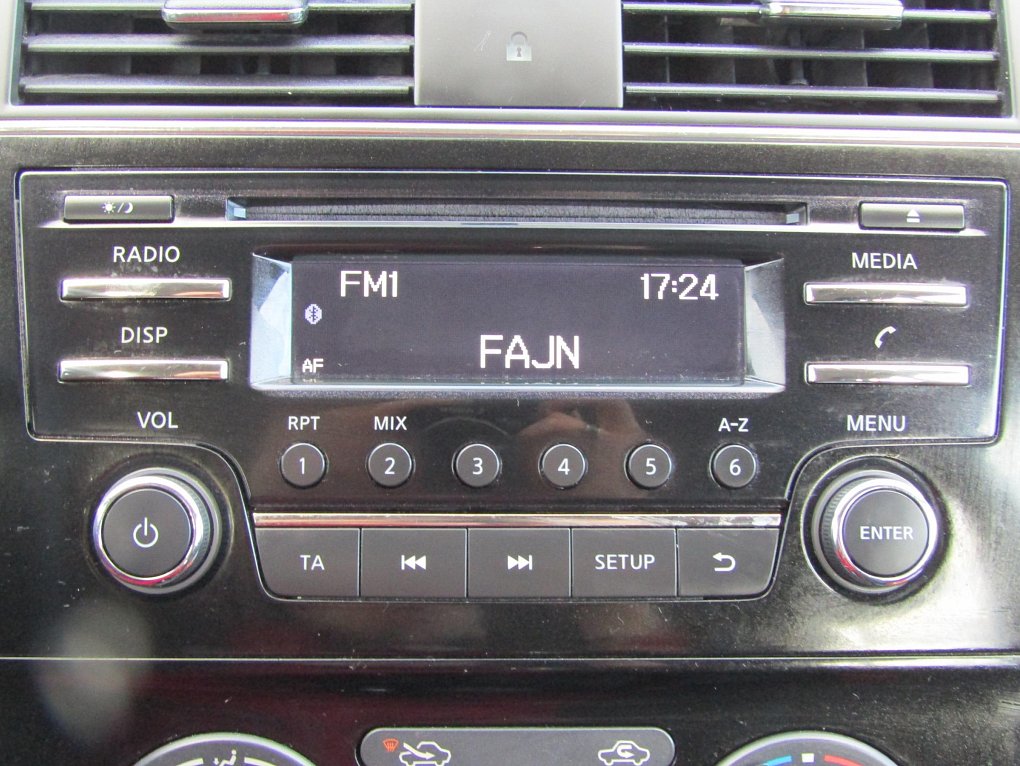 RADIO
MEDIA
FM1 17:24
DISP
FAJN
AF
VOL
RPT MIX A-Z
MENU
1 2 3 4 5 6
ENTER
TA SETUP